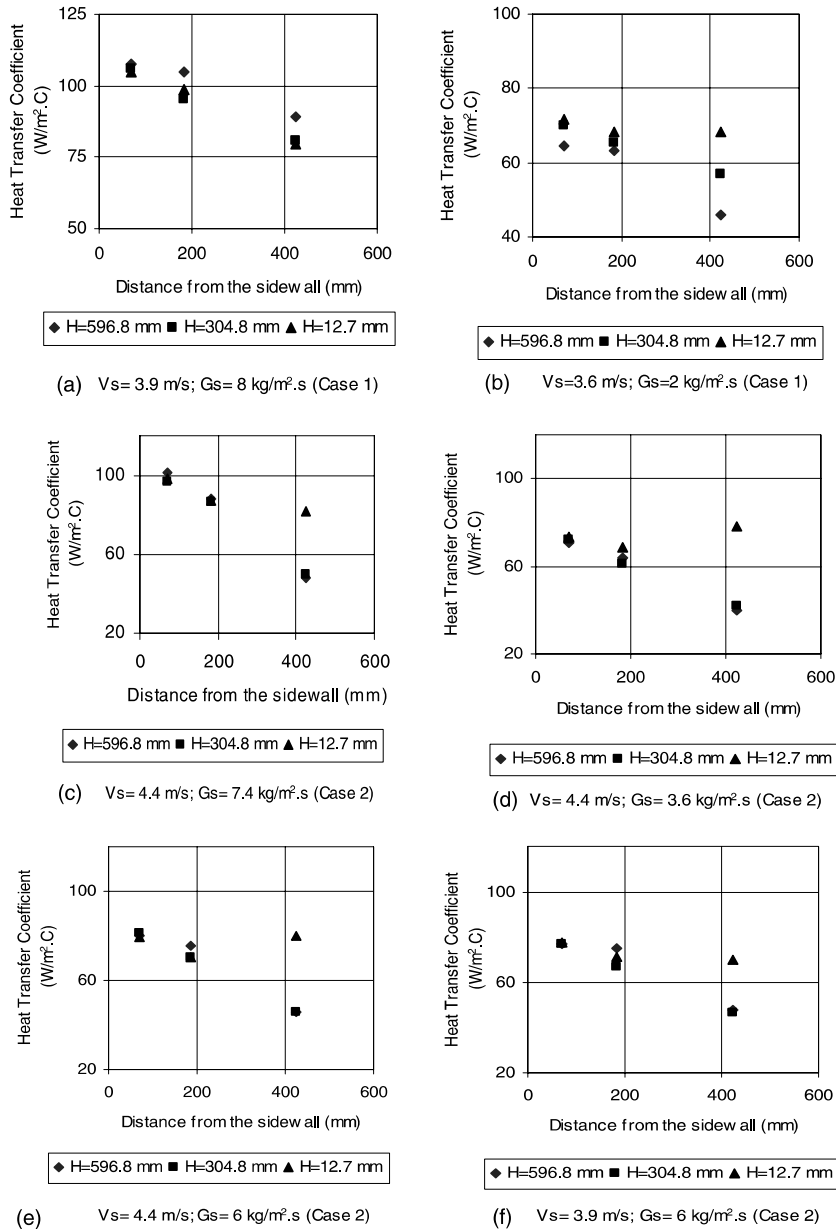 Heat Transfer Coefficient
(W/m².C)
125
100
75
50
0 200 400 600
Distance from the sidew all (mm)
◆ H=596.8 mm ■ H=304.8 mm ▲ H=12.7 mm
(a) Vs= 3.9 m/s; Gs= 8 kg/m².s (Case 1)
Heat Transfer Coefficient
(W/m².C)
100
80
60
40
0 200 400 600
Distance from the sidew all (mm)
◆ H=596.8 mm ■ H=304.8 mm ▲ H=12.7 mm
(b) Vs=3.6 m/s; Gs=2 kg/m².s (Case 1)
Heat Transfer Coefficient
(W/m².C)
100
60
20
0 200 400 600
Distance from the sidewall (mm)
◆ H=596.8 mm ■ H=304.8 mm ▲ H=12.7 mm
(c) Vs= 4.4 m/s; Gs= 7.4 kg/m².s (Case 2)
Heat Transfer Coefficient
(W/m².C)
100
60
20
0 200 400 600
Distance from the sidew all (mm)
◆ H=596.8 mm ■ H=304.8 mm ▲ H=12.7 mm
(d) Vs= 4.4 m/s; Gs= 3.6 kg/m².s (Case 2)
Heat Transfer Coefficient
(W/m².C)
100
60
20
0 200 400 600
Distance from the sidew all (mm)
◆ H=596.8 mm ■ H=304.8 mm ▲ H=12.7 mm
(e) Vs= 4.4 m/s; Gs= 6 kg/m².s (Case 2)
Heat Transfer Coefficient
(W/m².C)
100
60
20
0 200 400 600
Distance from the sidew all (mm)
◆ H=596.8 mm ■ H=304.8 mm ▲ H=12.7 mm
(f) Vs= 3.9 m/s; Gs= 6 kg/m².s (Case 2)